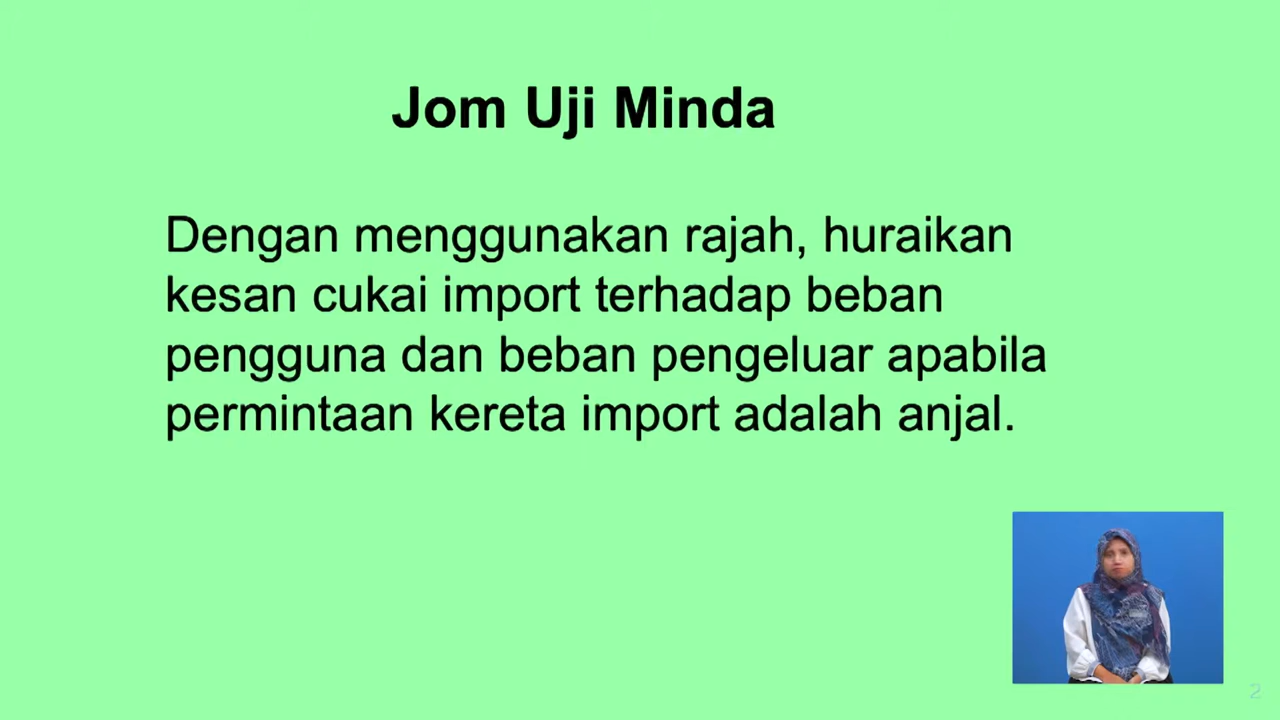 Jom Uji Minda
Dengan menggunakan rajah, huraikan
kesan cukai import terhadap beban
pengguna dan beban pengeluar apabila
permintaan kereta import adalah anjal.
2